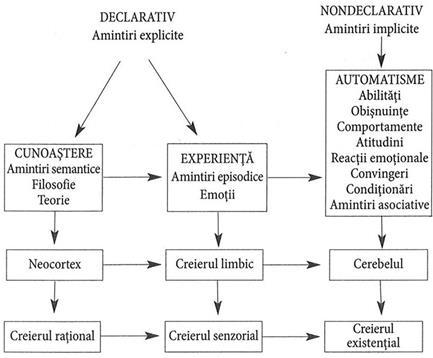 DECLARATIV
Amintiri explicite
NONDECLARATIV
Amintiri implicite
CUNOAȘTERE
Amintiri semantice
Filosofie
Teorie
EXPERIENȚĂ
Amintiri episodice
Emoții
AUTOMATISME
Abilități
Obișnuințe
Comportamente
Atitudini
Reacții emoționale
Convingeri
Condiționări
Amintiri asociative
Neocortex
Creierul limbic
Cerebelul
Creierul rațional
Creierul senzorial
Creierul
existențial